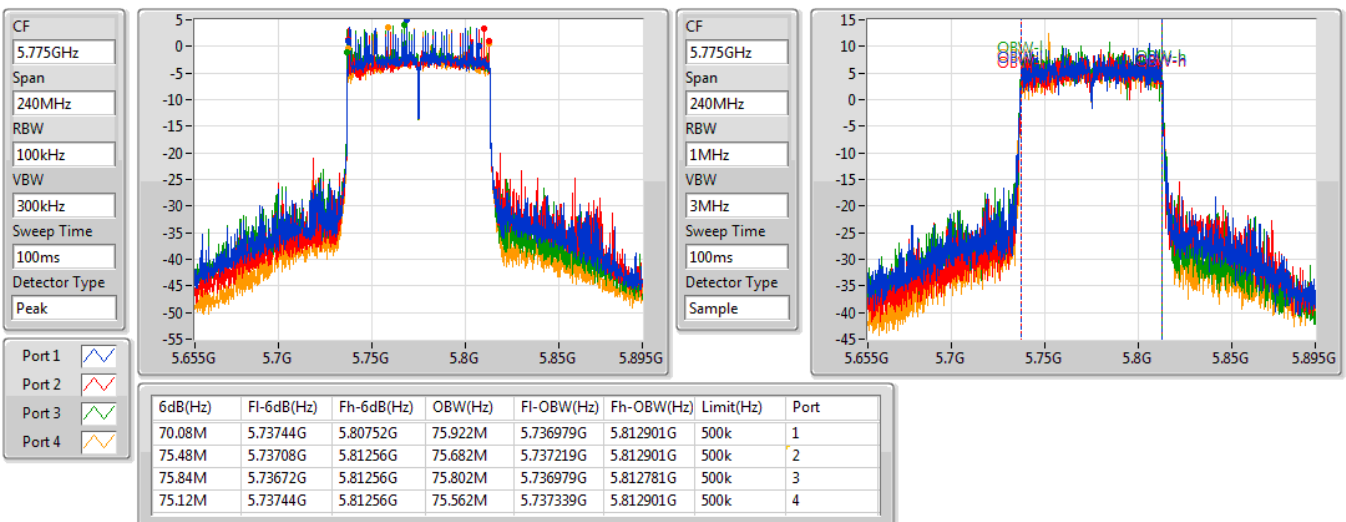 CF
5.775GHz
Span
240MHz
RBW
100kHz
VBW
300kHz
Sweep Time
100ms
Detector Type
Peak
5
0
-5
-10
-15
-20
-25
-30
-35
-40
-45
-50
-55
5.655G 5.7G 5.75G 5.8G 5.85G 5.895G
CF
5.775GHz
Span
240MHz
RBW
1MHz
VBW
3MHz
Sweep Time
100ms
Detector Type
Sample
15
10
5
0
-5
-10
-15
-20
-25
-30
-35
-40
-45
OBW-l OBW-h
5.655G 5.7G 5.75G 5.8G 5.85G 5.895G
Port 1
Port 2
Port 3
Port 4
6dB(Hz) Fl-6dB(Hz) Fh-6dB(Hz) OBW(Hz) Fl-OBW(Hz) Fh-OBW(Hz) Limit(Hz) Port
70.08M 5.73744G 5.80752G 75.922M 5.736979G 5.812901G 500k 1
75.48M 5.73708G 5.81256G 75.682M 5.737219G 5.812901G 500k 2
75.84M 5.73672G 5.81256G 75.802M 5.736979G 5.812781G 500k 3
75.12M 5.73744G 5.81256G 75.562M 5.737339G 5.812901G 500k 4